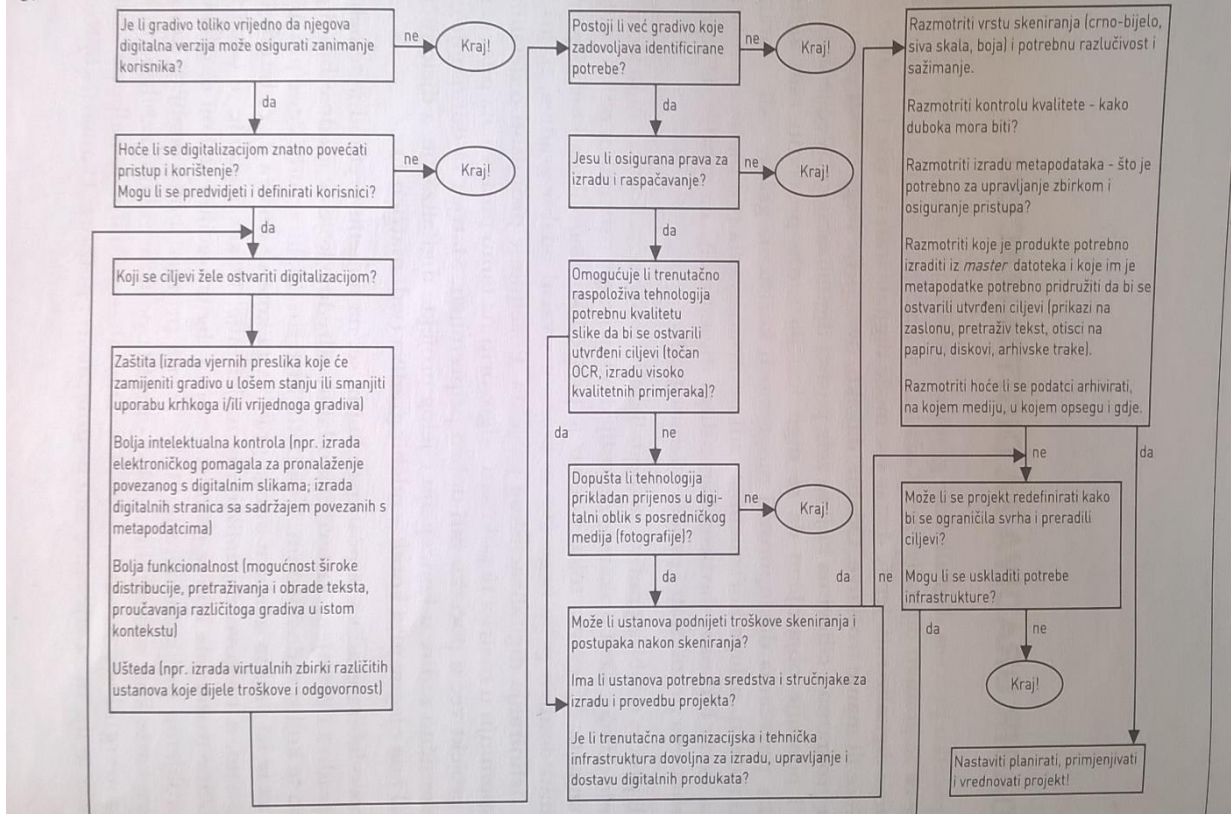 Je li gradivo toliko vrijedno da njegova
digitalna verzija može osigurati zanimanje
korisnika?
ne
Kraj!
da
Hoće li se digitalizacijom znatno povećati
pristup i korištenje?
Mogu li se predvidjeti i definirati korisnici?
ne
Kraj!
da
Koji se ciljevi žele ostvariti digitalizacijom?
Zaštita (izrada vjernih preslika koje će
zamijeniti gradivo u lošem stanju ili smanjiti
uporabu krhkoga i/ili vrijednoga gradiva)
Bolja intelektualna kontrola (npr. izrada
elektroničkog pomagala za pronalaženje
povezanog s digitalnim slikama; izrada
digitalnih stranica sa sadržajem povezanih s
metapodatcima)
Bolja funkcionalnost (mogućnost široke
distribucije, pretraživanja i obrade teksta,
proučavanja različitoga gradiva u istom
kontekstu)
Ušteda (npr. izrada virtualnih zbirki različitih
ustanova koje dijele troškove i odgovornost)
Postoji li već gradivo koje
zadovoljava identificirane
potrebe?
ne
Kraj!
da
Jesu li osigurana prava za
izradu i raspačavanje?
ne
Kraj!
da
Omogućuje li trenutačno
raspoloživa tehnologija
potrebnu kvalitetu
slike da bi se ostvarili
utvrđeni ciljevi (točan
OCR, izradu visoko
kvalitetnih primjeraka)?
da
ne
Dopušta li tehnologija
prikladan prijenos u digi-
talni oblik s posredničkog
medija (fotografije)?
ne
Kraj!
da
da
ne
Može li ustanova podnijeti troškove skeniranja i
postupaka nakon skeniranja?
Ima li ustanova potrebna sredstva i stručnjake za
izradu i provedbu projekta?
Je li trenutačna organizacijska i tehnička
infrastruktura dovoljna za izradu, upravljanje i
dostavu digitalnih produkata?
Razmotriti vrstu skeniranja (crno-bijelo,
siva skala, boja) i potrebnu razlučivost i
sažimanje.
Razmotriti kontrolu kvalitete - kako
duboka mora biti?
Razmotriti izradu metapodataka - što je
potrebno za upravljanje zbirkom i
osiguranje pristupa?
Razmotriti koje je produkte potrebno
izraditi iz master datoteka i koje im je
metapodatke potrebno pridružiti da bi se
ostvarili utvrđeni ciljevi (prikazi na
zaslonu, pretraživ tekst, otisci na
papiru, diskovi, arhivske trake).
Razmotriti hoće li se podatci arhivirati,
na kojem mediju, u kojem opsegu i gdje.
ne
da
Može li se projekt redefinirati kako
bi se ograničila svrha i preradili
ciljevi?
Mogu li se uskladiti potrebe
infrastrukture?
da
ne
Kraj!
Nastaviti planirati, primjenjivati
i vrednovati projekt!